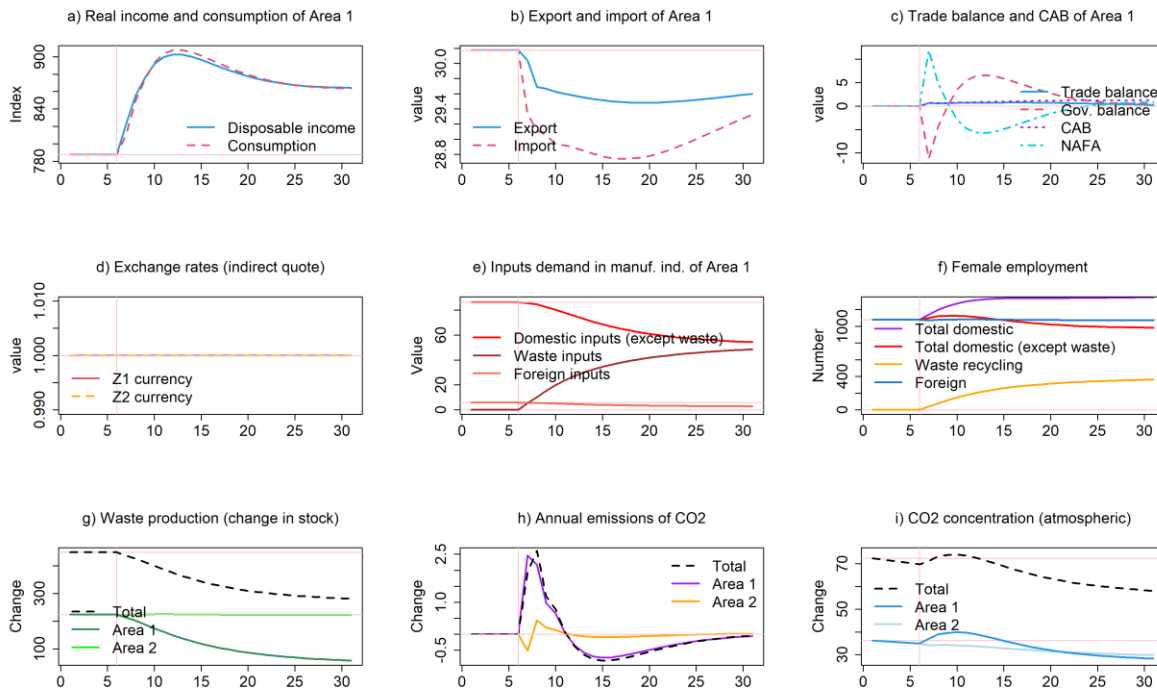 a) Real income and consumption of Area 1
Index
900
840
780
Disposable income
Consumption
0 5 10 15 20 25 30
b) Export and import of Area 1
value
30.0
29.4
28.8
Export
Import
0 5 10 15 20 25 30
c) Trade balance and CAB of Area 1
value
5
0
-10
Trade balance
Gov. balance
CAB
NAFA
0 5 10 15 20 25 30
d) Exchange rates (indirect quote)
value
1.010
1.000
0.990
Z1 currency
Z2 currency
0 5 10 15 20 25 30
e) Inputs demand in manuf. ind. of Area 1
Value
60
20
0
Domestic inputs (except waste)
Waste inputs
Foreign inputs
0 5 10 15 20 25 30
f) Female employment
Number
1000
400
0
Total domestic
Total domestic (except waste)
Waste recycling
Foreign
0 5 10 15 20 25 30
g) Waste production (change in stock)
Change
300
100
Total
Area 1
Area 2
0 5 10 15 20 25 30
h) Annual emissions of CO2
Change
2.5
1.0
-0.5
Total
Area 1
Area 2
0 5 10 15 20 25 30
i) CO2 concentration (atmospheric)
Change
70
50
30
Total
Area 1
Area 2
0 5 10 15 20 25 30